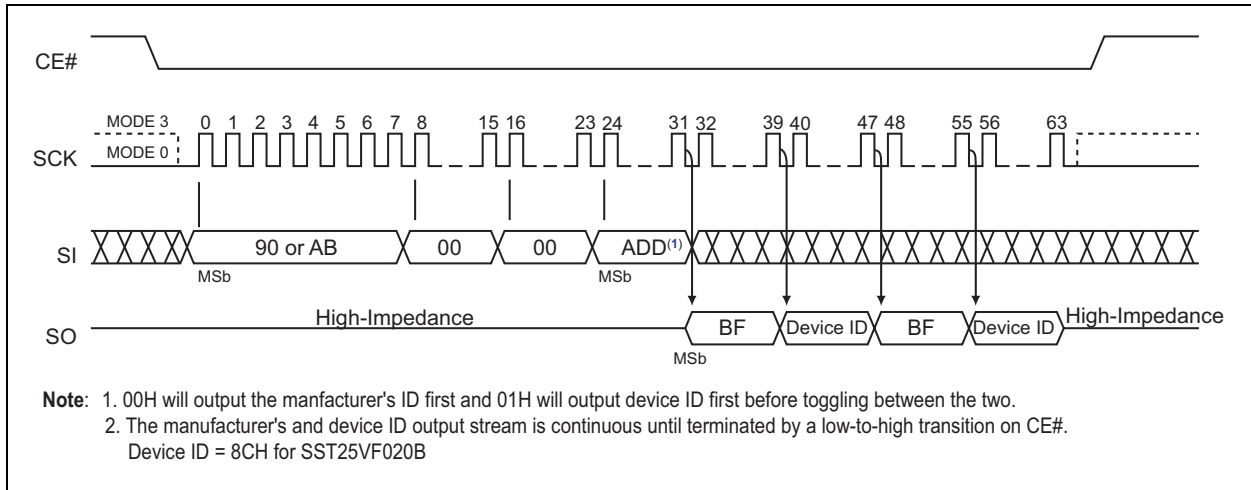 CE#
MODE 3
0 1 2 3 4 5 6 7 8 15 16 23 24 31 32 39 40 47 48 55 56 63
MODE 0
SCK
SI
90 or AB 00 00 ADD(1)
MSb MSb
High-Impedance
High-Impedance
SO
BF Device ID BF Device ID
MSb
Note: 1. 00H will output the manfacturer's ID first and 01H will output device ID first before toggling between the two.
2. The manufacturer's and device ID output stream is continuous until terminated by a low-to-high transition on CE#.
Device ID = 8CH for SST25VF020B